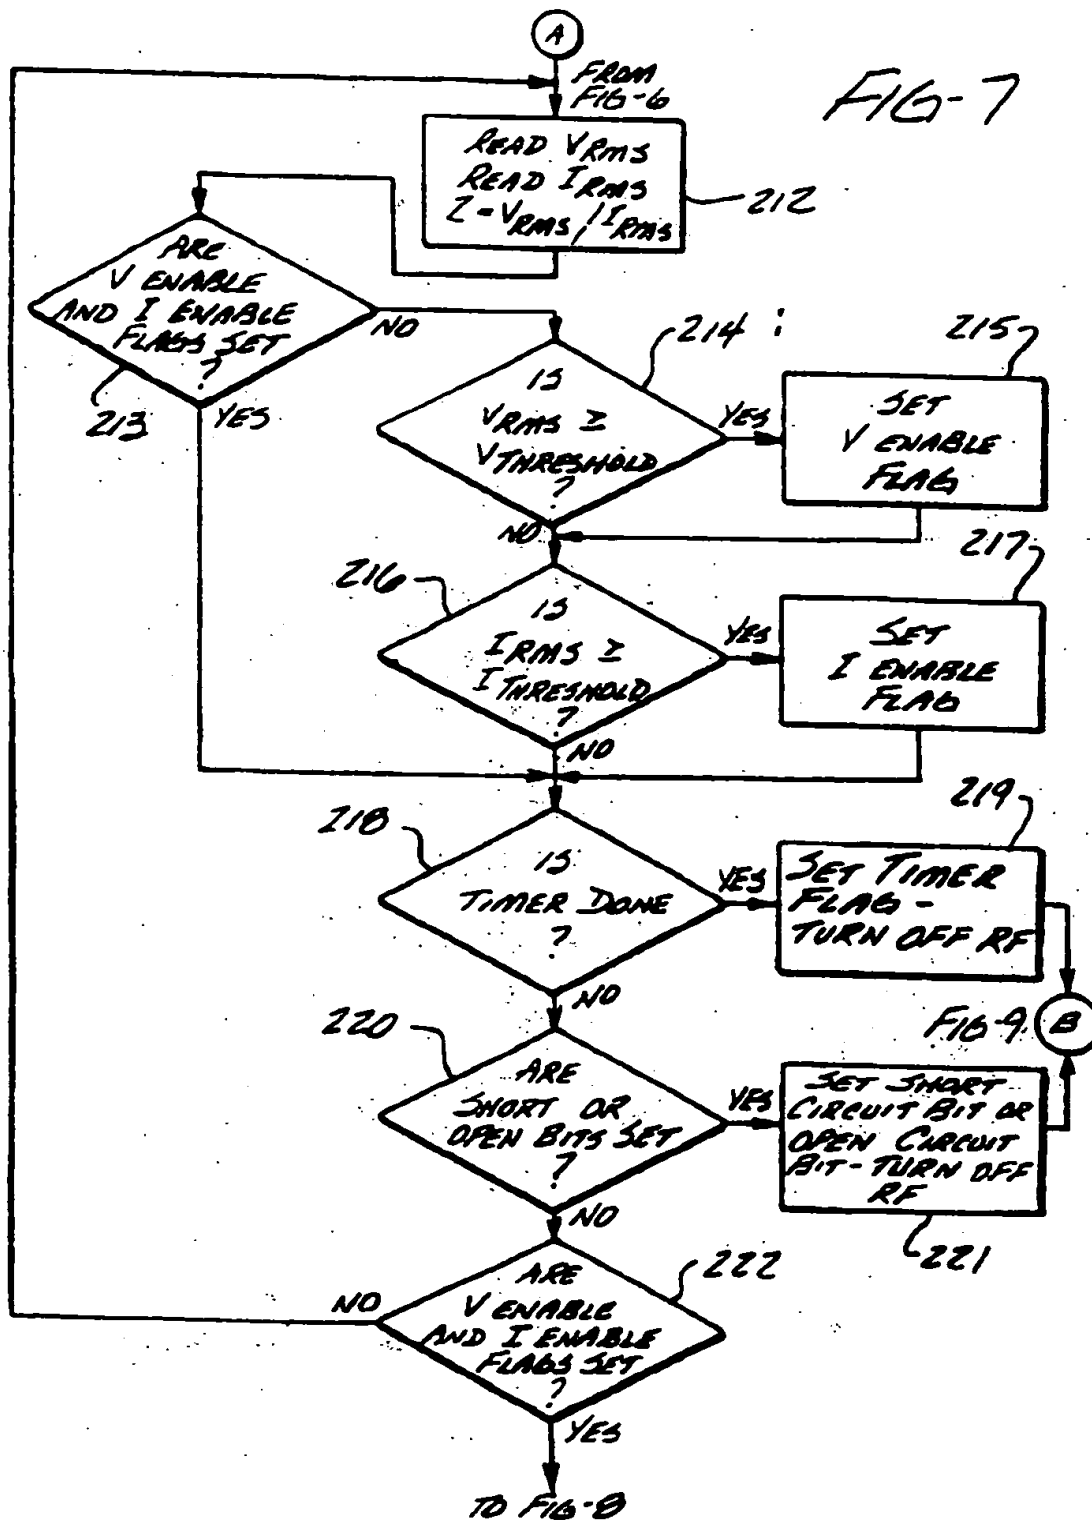 A
FROM
FIG-6
FIG-7
READ VRMS
READ IRMS
Z = VRMS / IRMS
212
ARE
V ENABLE
AND I ENABLE
FLAGS SET
?
NO
213
YES
214 :
IS
VRMS ≥
VTHRESHOLD
?
YES
NO
215
SET
V ENABLE
FLAG
216
IS
IRMS ≥
ITHRESHOLD
?
YES
NO
217
SET
I ENABLE
FLAG
218
IS
TIMER DONE
?
YES
NO
219
SET TIMER
FLAG -
TURN OFF RF
FIG-9
B
220
ARE
SHORT OR
OPEN BITS SET
?
YES
NO
SET SHORT
CIRCUIT BIT OR
OPEN CIRCUIT
BIT - TURN OFF
RF
221
222
ARE
V ENABLE
AND I ENABLE
FLAGS SET
?
NO
YES
TO FIG-8